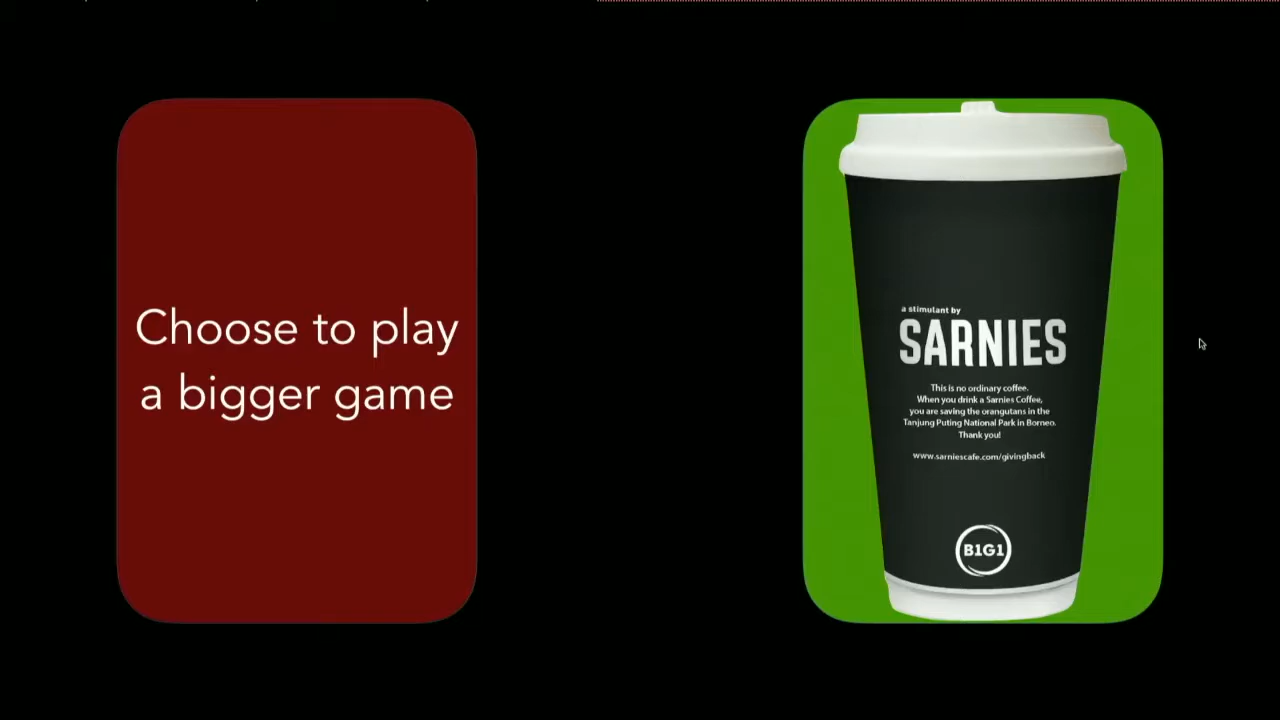 Choose to play
a bigger game
a stimulant by
SARNIES
This is no ordinary coffee.
When you drink a Sarnies Coffee,
you are saving the orangutans in the
Tanjung Puting National Park in Borneo.
Thank you!
www.sarniescafe.com/givingback
B1G1